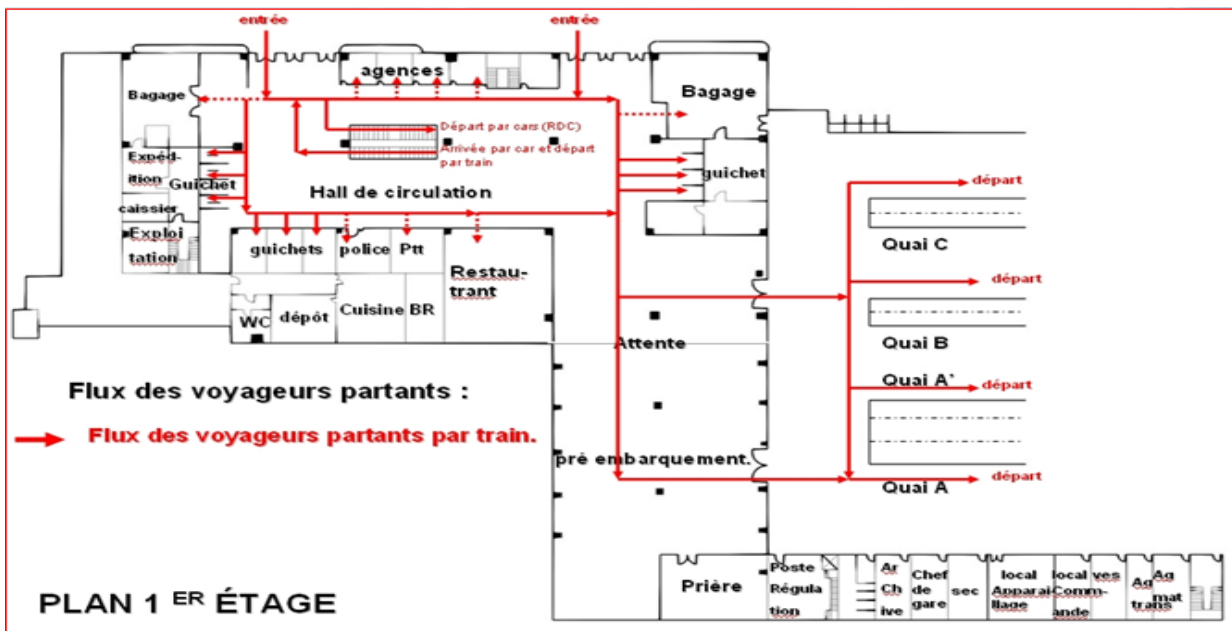 entrée
entrée
agences
Bagage
Bagage
Départ par cars (RDC)
Arrivée par car et départ
par train
Expéd-
ition
Guichet
guichet
Hall de circulation
départ
caissier
Exploi
tation
guichets
police
Ptt
Quai C
Restau-
trant
départ
Cuisine
BR
WC
dépôt
Attente
Quai B
Quai A'
départ
Flux des voyageurs partants :
Flux des voyageurs partants par train.
pré embarquement.
départ
Quai A
Prière
Poste
Régula
tion
Ar
Ch
ive
Chef
de
gare
sec
local
Apparai
llage
local
Comm-
ande
ves
Ag
trans
Ag
mat
PLAN 1 ER ÉTAGE